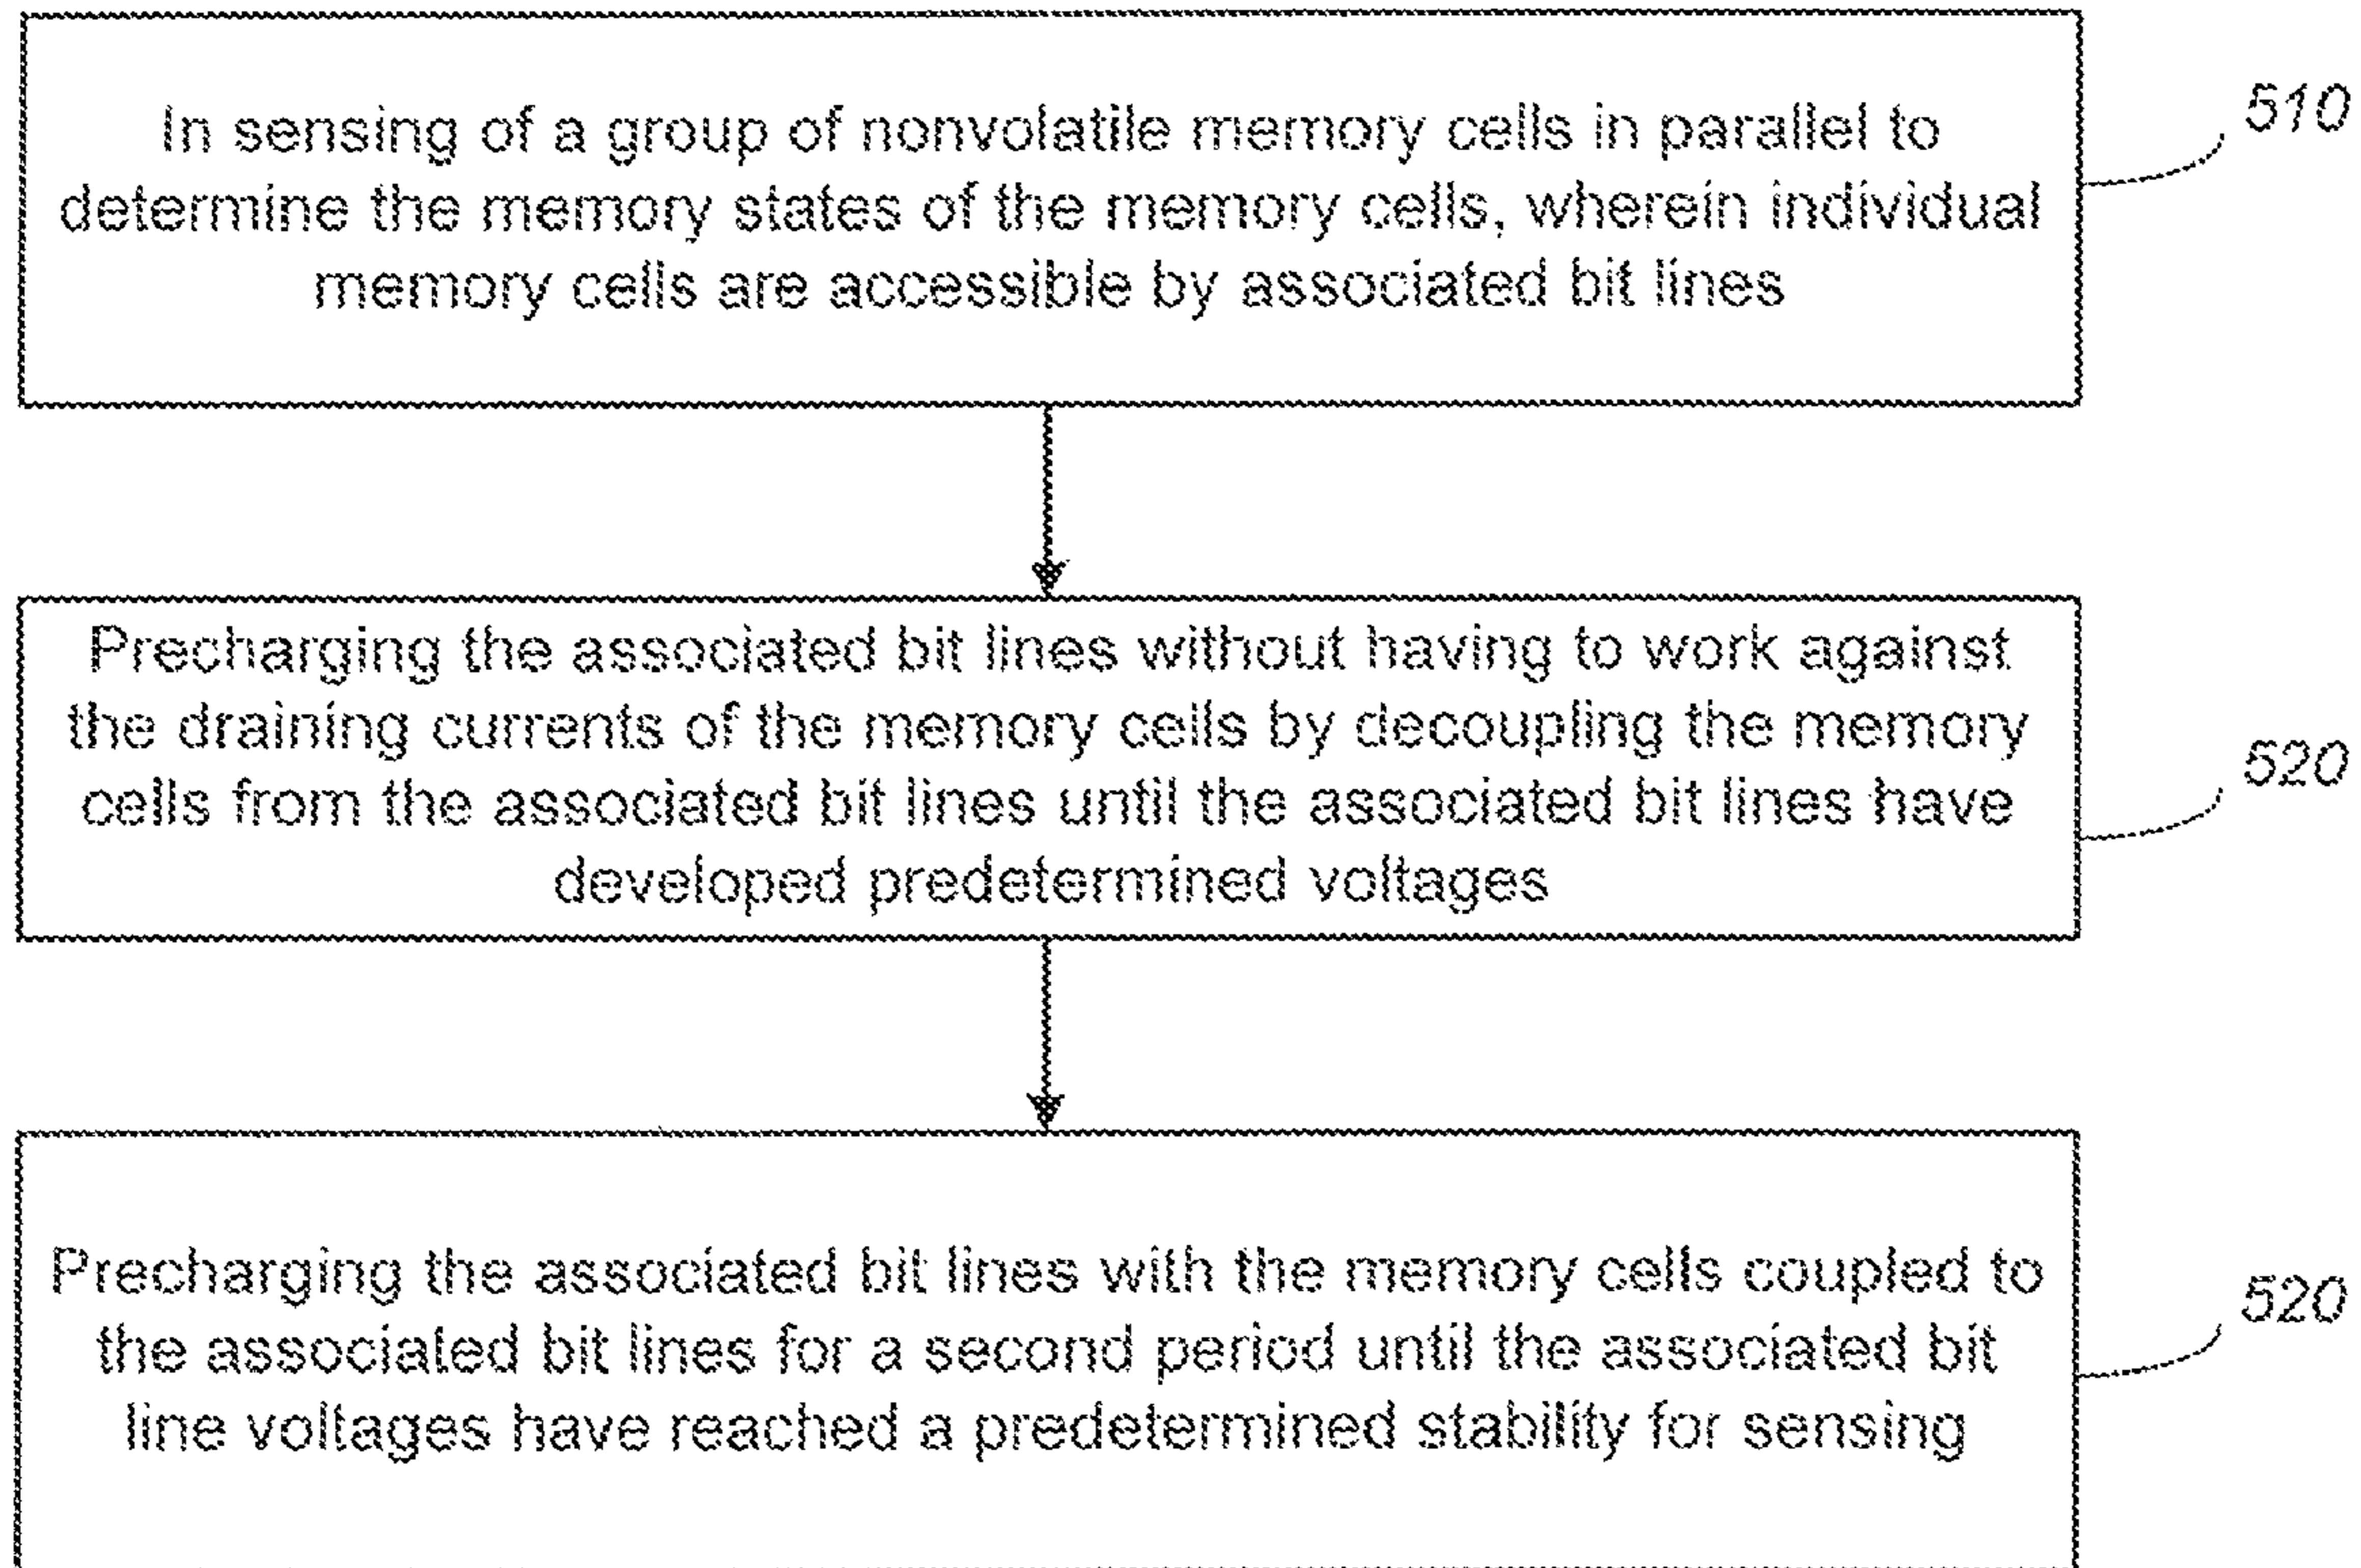 In sensing of a group of nonvolatile memory cells in parallel to
determine the memory states of the memory cells, wherein individual
memory cells are accessible by associated bit lines
510
Precharging the associated bit lines without having to work against
the draining currents of the memory cells by decoupling the memory
cells from the associated bit lines until the associated bit lines have
developed predetermined voltages
520
Precharging the associated bit lines with the memory cells coupled to
the associated bit lines for a second period until the associated bit
line voltages have reached a predetermined stability for sensing
520